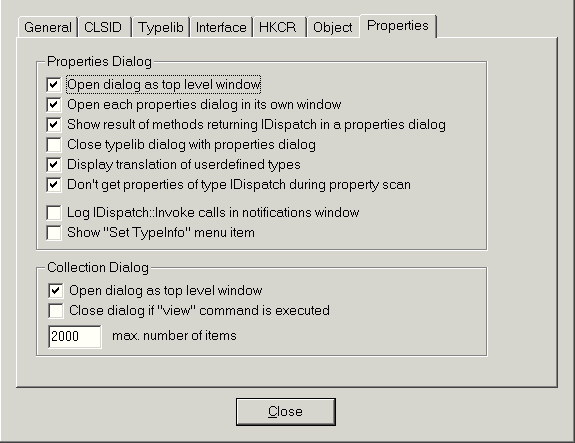 General CLSID Typelib Interface HKCR Object Properties
Properties Dialog
Open dialog as top level window
Open each properties dialog in its own window
Show result of methods returning IDispatch in a properties dialog
Close typelib dialog with properties dialog
Display translation of userdefined types
Don't get properties of type IDispatch during property scan
Log IDispatch::Invoke calls in notifications window
Show "Set TypeInfo" menu item
Collection Dialog
Open dialog as top level window
Close dialog if "view" command is executed
2000 max. number of items
Close